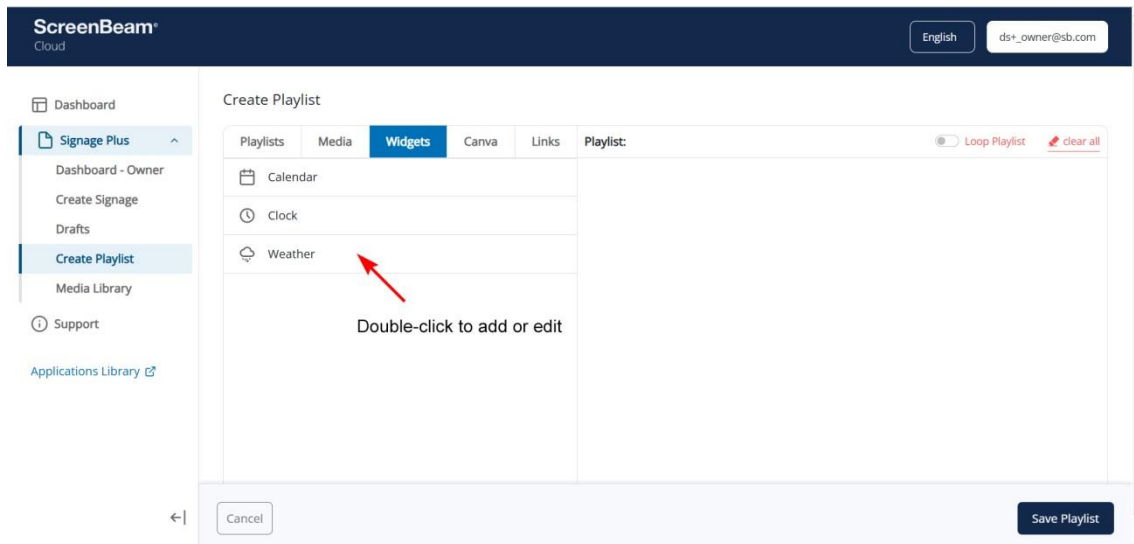 ScreenBeam®
Cloud
English
ds+_owner@sb.com
Dashboard
Signage Plus
Dashboard - Owner
Create Signage
Drafts
Create Playlist
Media Library
Support
Applications Library
Create Playlist
Playlists Media Widgets Canva Links
Playlist:
Loop Playlist
clear all
Calendar
Clock
Weather
Double-click to add or edit
Cancel
Save Playlist